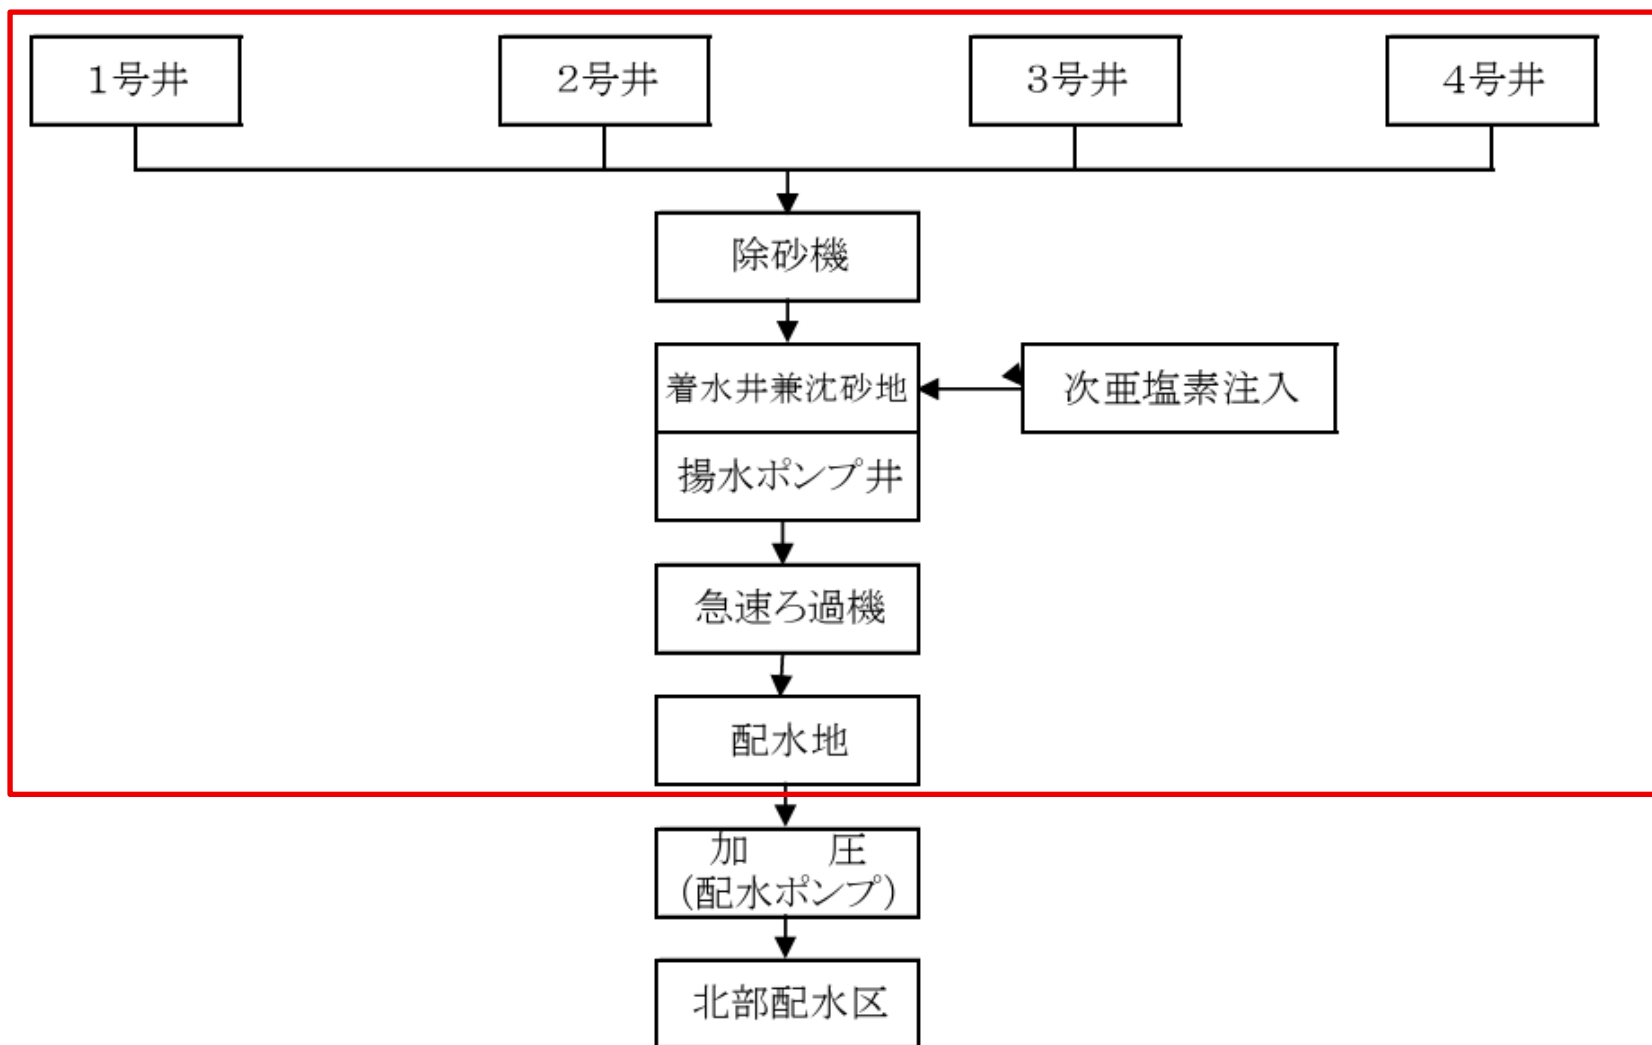 1号井
2号井
3号井
4号井
除砂機
着水井兼沈砂地
次亜塩素注入
揚水ポンプ井
急速ろ過機
配水地
加　　圧
(配水ポンプ)
北部配水区